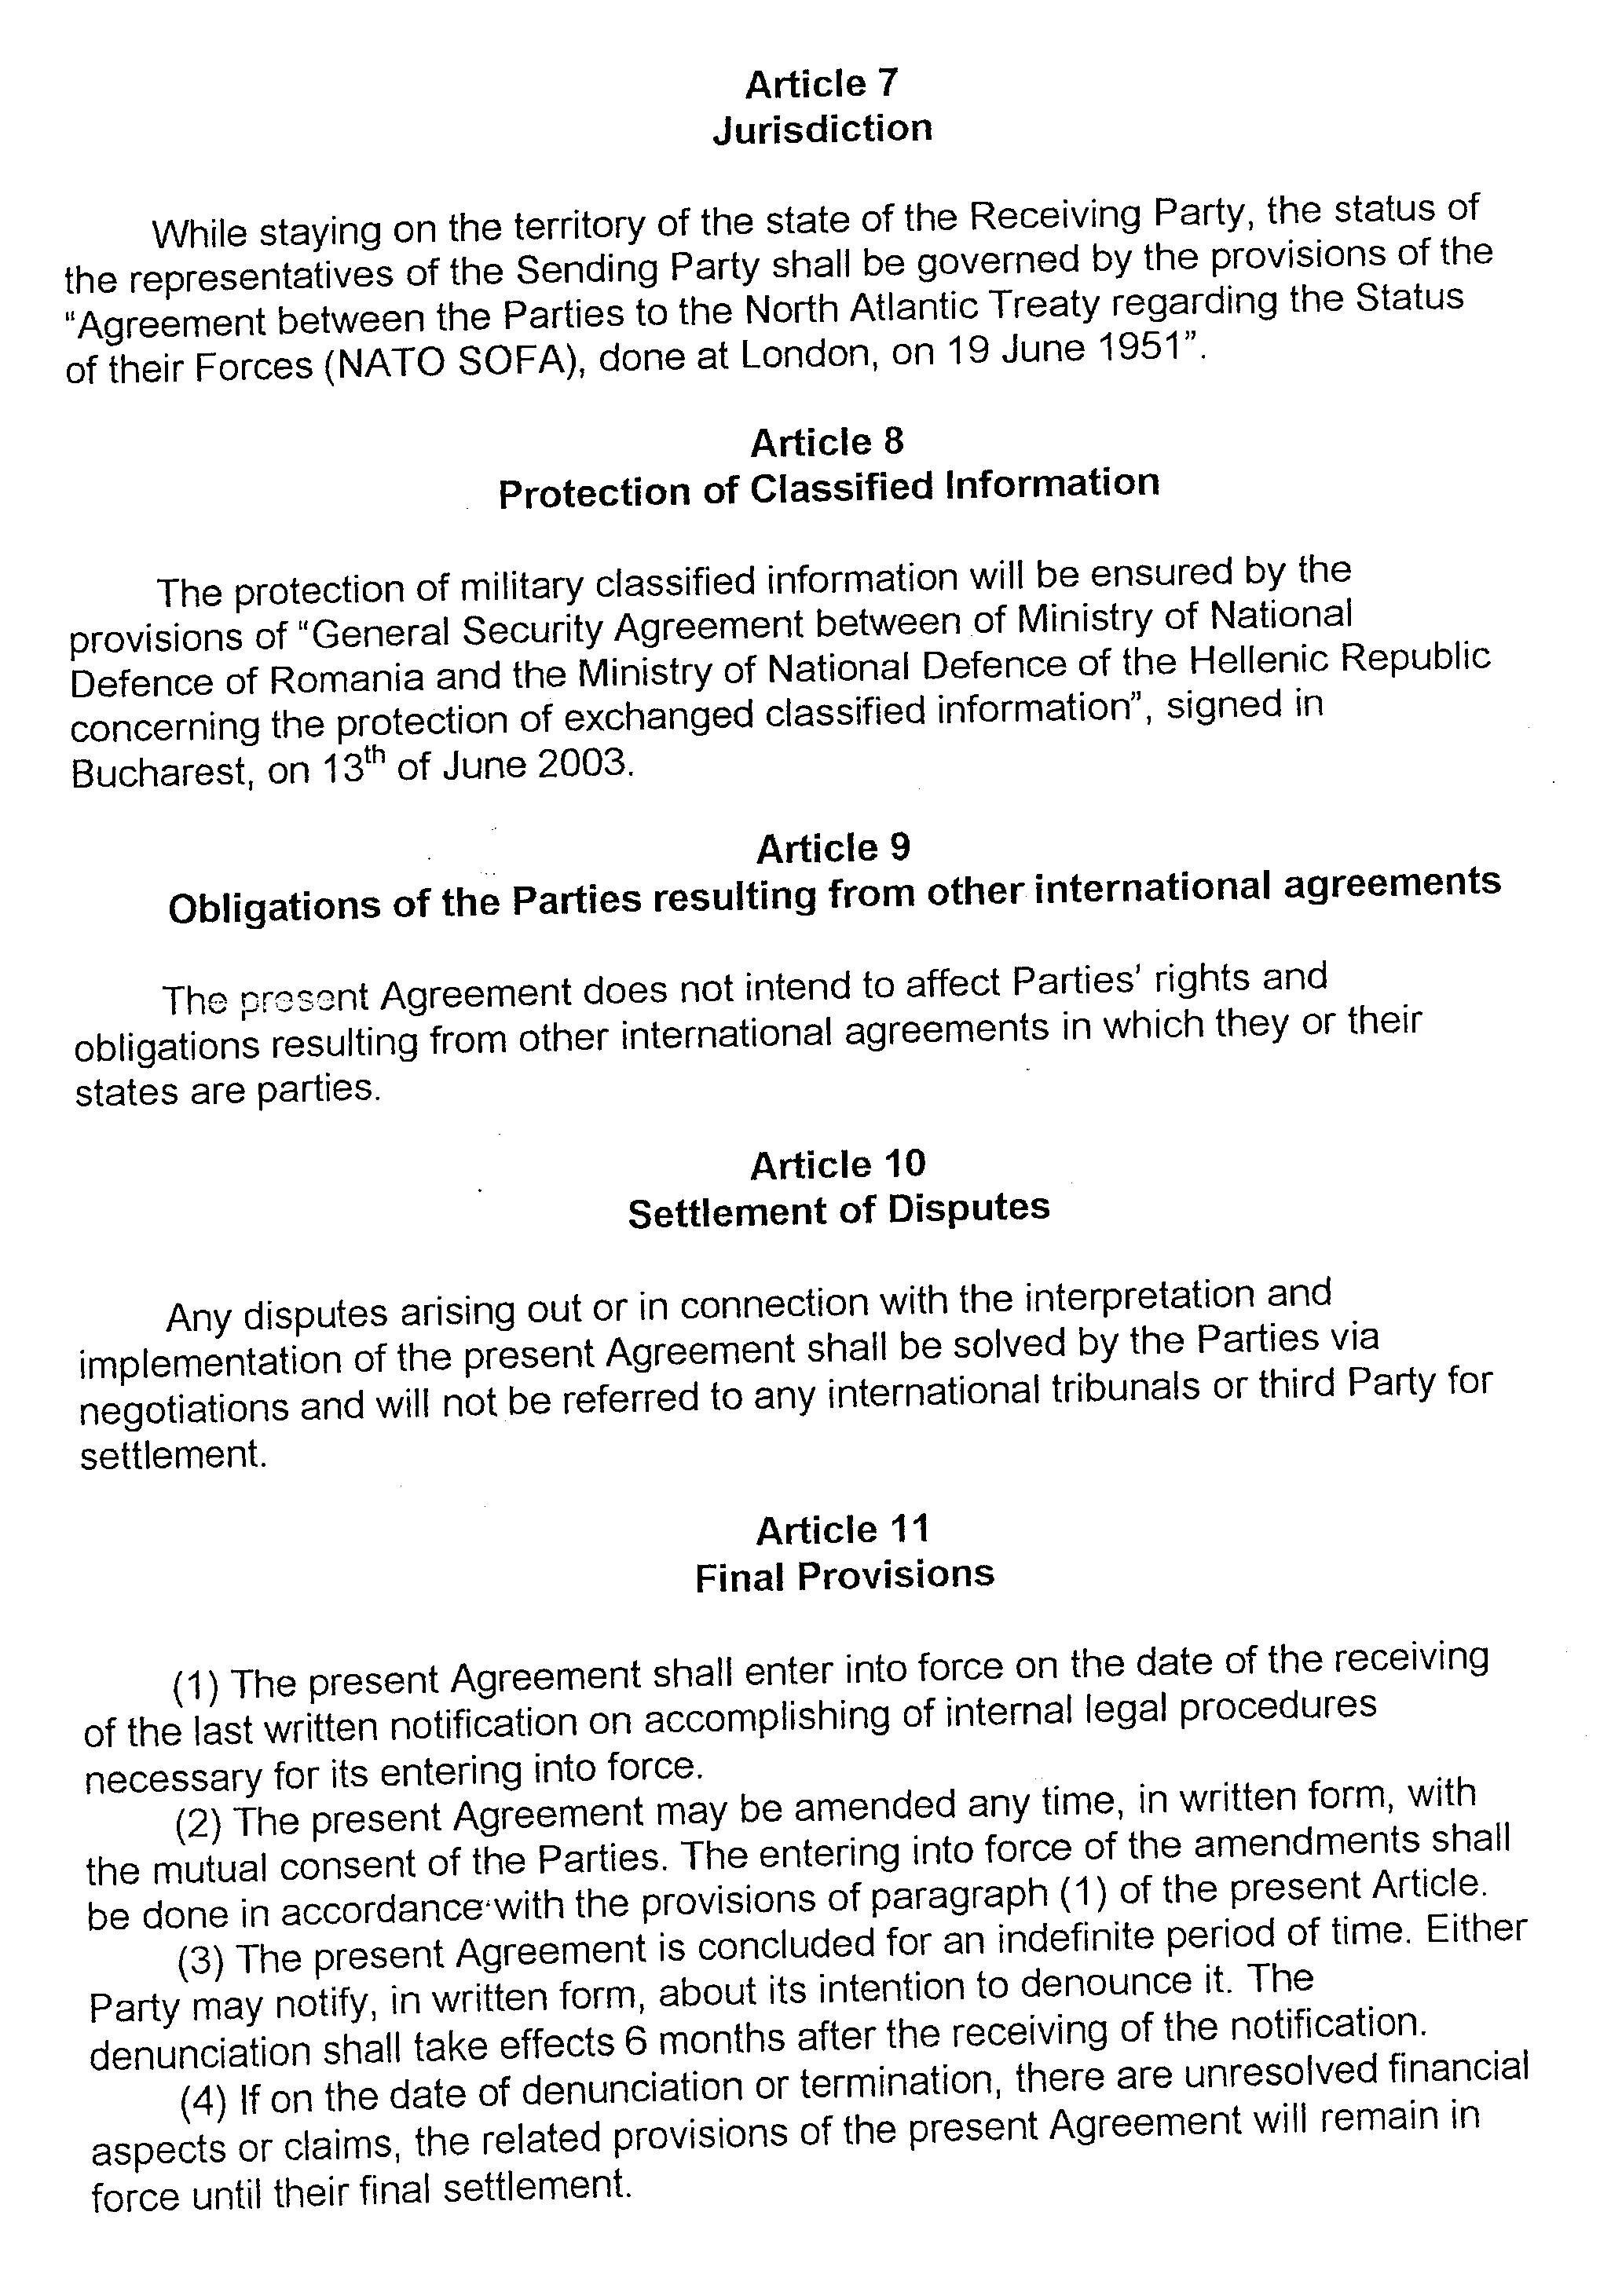 Article 7
Jurisdiction
While staying on the territory of the state of the Receiving Party, the status of
the representatives of the Sending Party shall be governed by the provisions of the
“Agreement between the Parties to the North Atlantic Treaty regarding the Status
of their Forces (NATO SOFA), done at London, on 19 June 1951”.
Article 8
Protection of Classified Information
The protection of military classified information will be ensured by the
provisions of “General Security Agreement between of Ministry of National
Defence of Romania and the Ministry of National Defence of the Hellenic Republic
concerning the protection of exchanged classified information”, signed in
Bucharest, on 13th of June 2003.
Article 9
Obligations of the Parties resulting from other international agreements
The present Agreement does not intend to affect Parties’ rights and
obligations resulting from other international agreements in which they or their
states are parties.
Article 10
Settlement of Disputes
Any disputes arising out or in connection with the interpretation and
implementation of the present Agreement shall be solved by the Parties via
negotiations and will not be referred to any international tribunals or third Party for
settlement.
Article 11
Final Provisions
(1) The present Agreement shall enter into force on the date of the receiving
of the last written notification on accomplishing of internal legal procedures
necessary for its entering into force.
(2) The present Agreement may be amended any time, in written form, with
the mutual consent of the Parties. The entering into force of the amendments shall
be done in accordance with the provisions of paragraph (1) of the present Article.
(3) The present Agreement is concluded for an indefinite period of time. Either
Party may notify, in written form, about its intention to denounce it. The
denunciation shall take effects 6 months after the receiving of the notification.
(4) If on the date of denunciation or termination, there are unresolved financial
aspects or claims, the related provisions of the present Agreement will remain in
force until their final settlement.